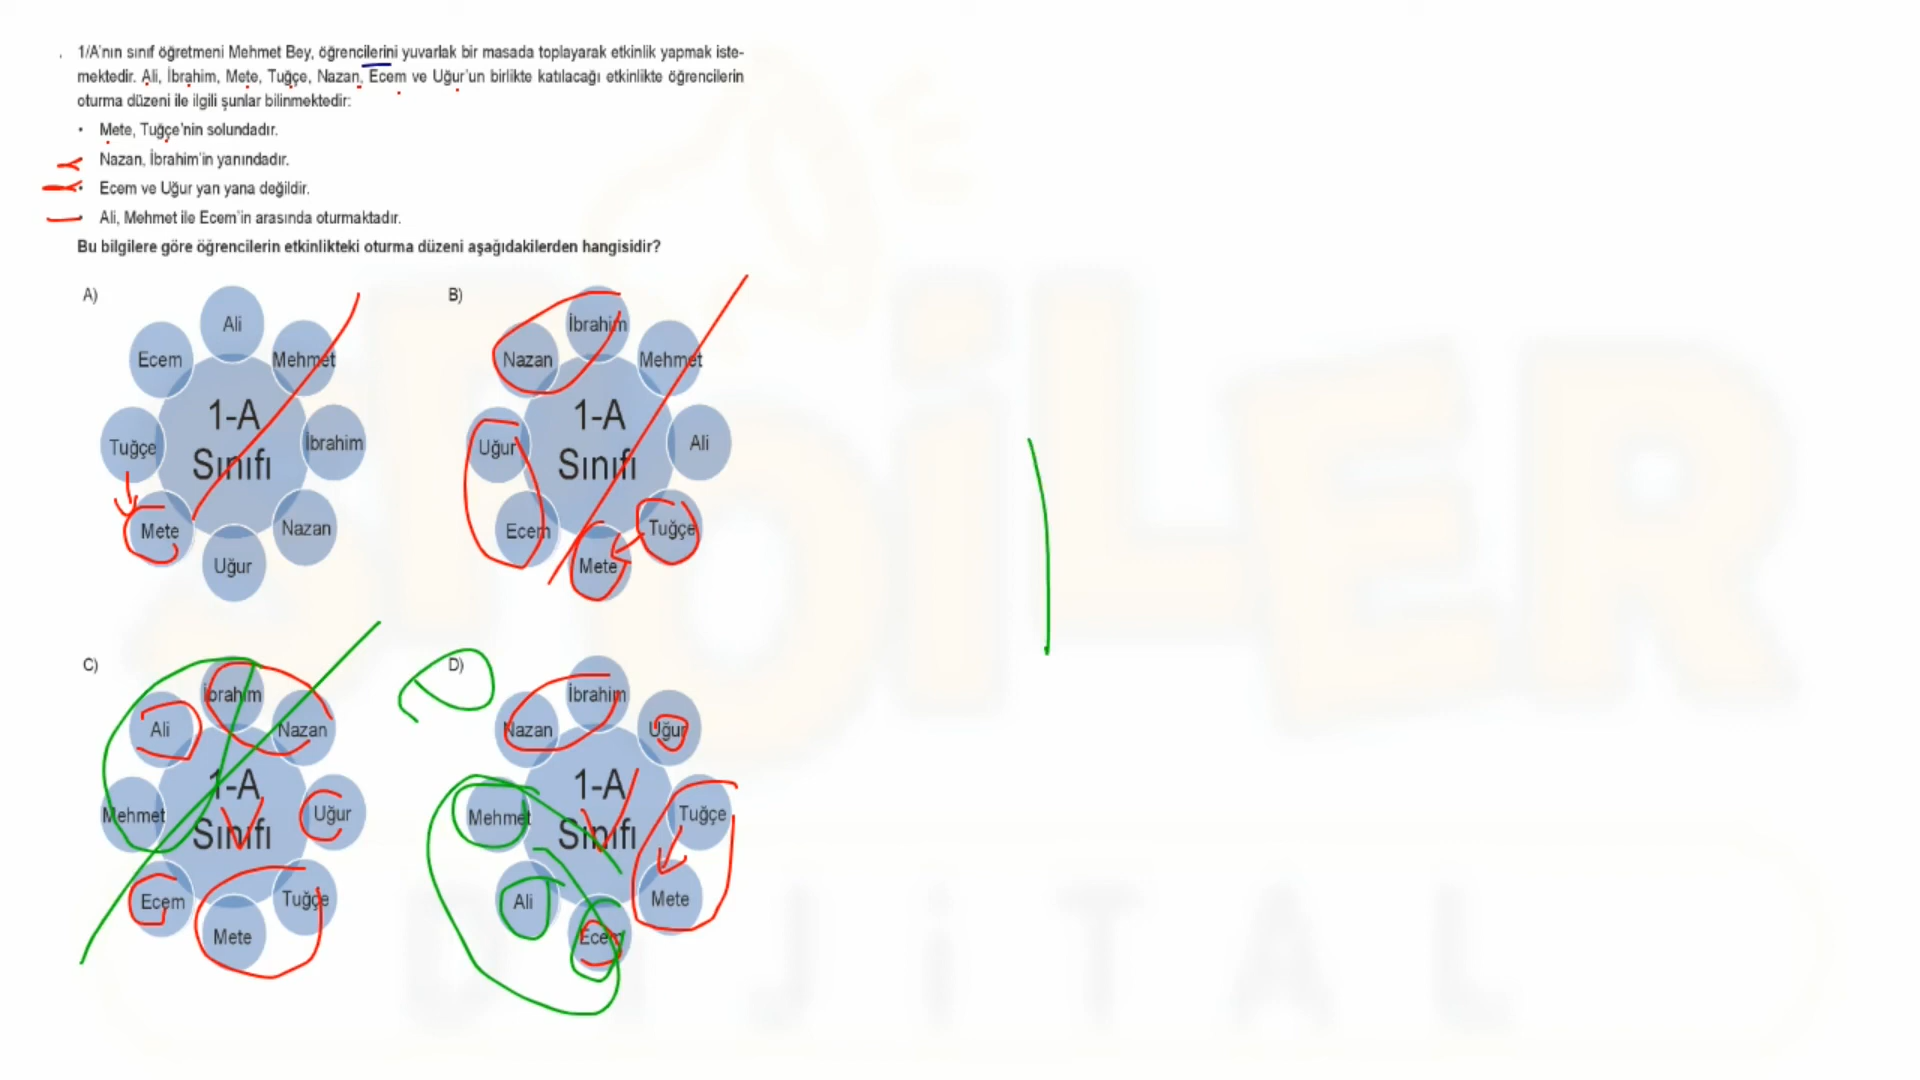 . 1/A'nın sınıf öğretmeni Mehmet Bey, öğrencilerini yuvarlak bir masada toplayarak etkinlik yapmak iste-
mektedir. Ali, İbrahim, Mete, Tuğçe, Nazan, Ecem ve Uğur'un birlikte katılacağı etkinlikte öğrencilerin
oturma düzeni ile ilgili şunlar bilinmektedir:
• Mete, Tuğçe'nin solundadır.
Nazan, İbrahim'in yanındadır.
• Ecem ve Uğur yan yana değildir.
• Ali, Mehmet ile Ecem'in arasında oturmaktadır.
Bu bilgilere göre öğrencilerin etkinlikteki oturma düzeni aşağıdakilerden hangisidir?
A)
Ali
Ecem
Mehmet
1-A
Sınıfı
Tuğçe
İbrahim
Mete
Nazan
Uğur
B)
İbrahim
Nazan
Mehmet
1-A
Sınıfı
Uğur
Ali
Ecem
Tuğçe
Mete
C)
İbrahim
Ali
Nazan
1-A
Sınıfı
Mehmet
Uğur
Ecem
Tuğçe
Mete
D)
İbrahim
Nazan
Uğur
1-A
Sınıfı
Mehmet
Tuğçe
Ali
Mete
Ecem
SPOİLER
DİJİTAL